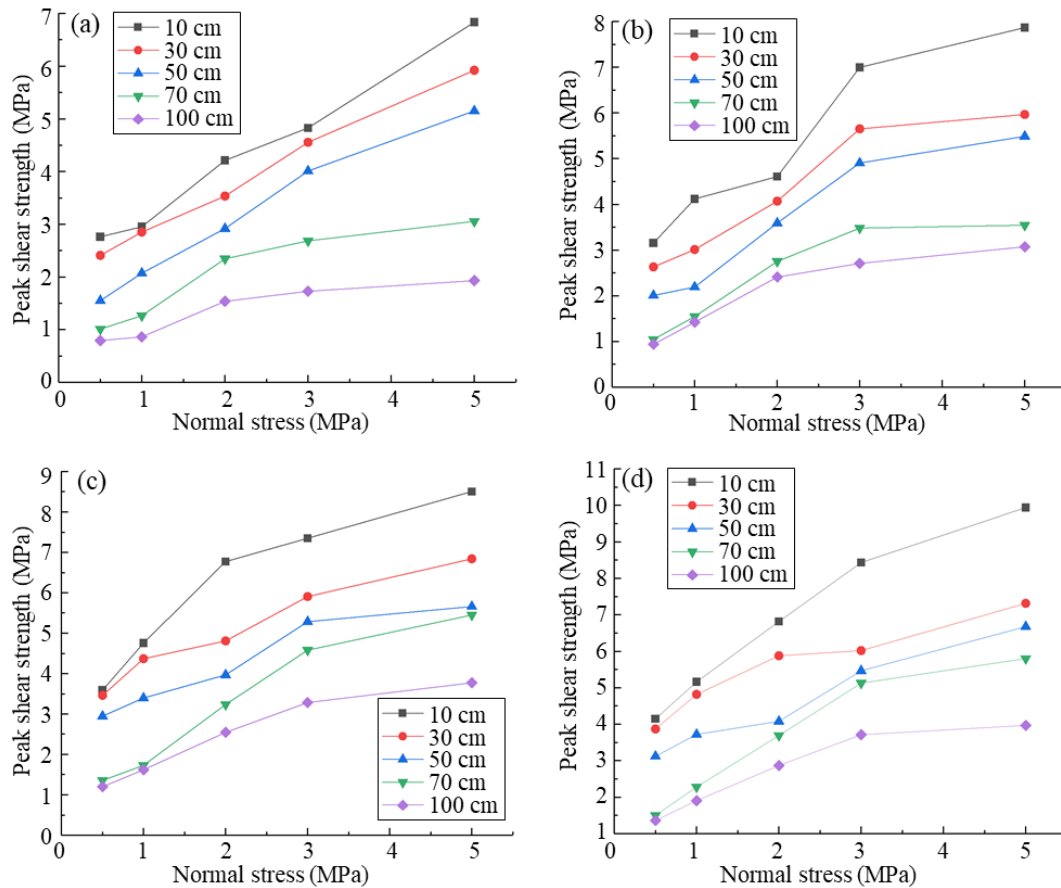 (a)
10 cm
30 cm
50 cm
70 cm
100 cm
Peak shear strength (MPa)
7
6
5
4
3
2
1
0
0 1 2 3 4 5
Normal stress (MPa)
(b)
10 cm
30 cm
50 cm
70 cm
100 cm
Peak shear strength (MPa)
8
7
6
5
4
3
2
1
0
0 1 2 3 4 5
Normal stress (MPa)
(c)
10 cm
30 cm
50 cm
70 cm
100 cm
Peak shear strength (MPa)
9
8
7
6
5
4
3
2
1
0
0 1 2 3 4 5
Normal stress (MPa)
(d)
10 cm
30 cm
50 cm
70 cm
100 cm
Peak shear strength (MPa)
11
10
9
8
7
6
5
4
3
2
1
0 1 2 3 4 5
Normal stress (MPa)